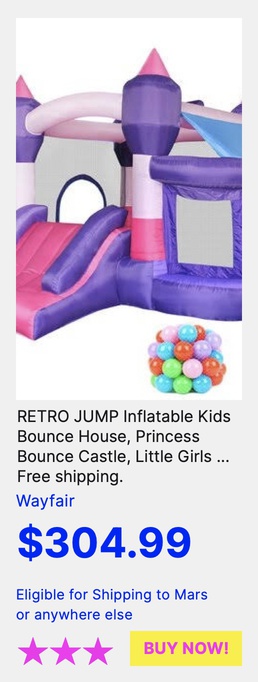 RETRO JUMP Inflatable Kids
Bounce House, Princess
Bounce Castle, Little Girls ...
Free shipping.
Wayfair
$304.99
Eligible for Shipping to Mars
or anywhere else
BUY NOW!